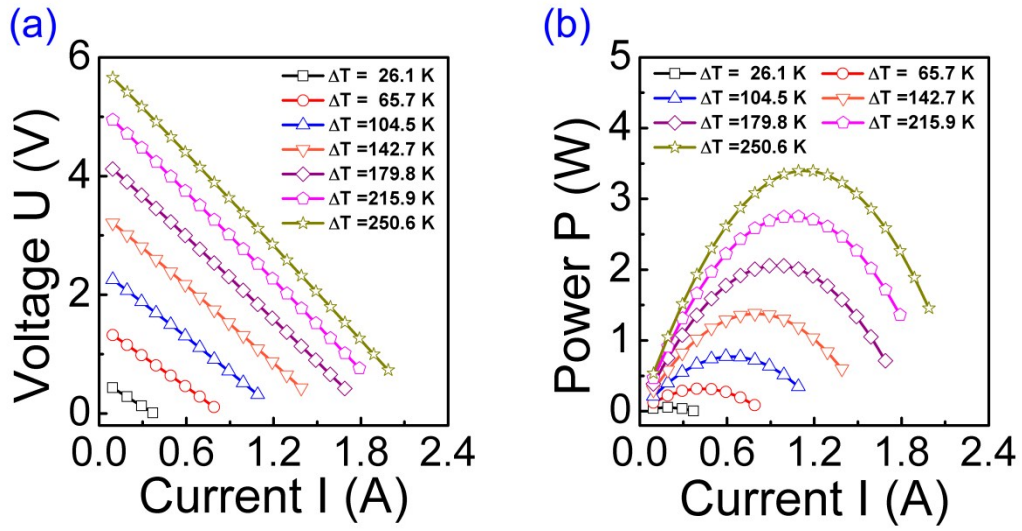 (a)
Voltage U (V)
6
4
2
0
ΔT = 26.1 K
ΔT = 65.7 K
ΔT =104.5 K
ΔT =142.7 K
ΔT =179.8 K
ΔT =215.9 K
ΔT =250.6 K
0.0 0.6 1.2 1.8 2.4
Current I (A)
(b)
Power P (W)
5
4
3
2
1
0
ΔT = 26.1 K ΔT = 65.7 K
ΔT =104.5 K ΔT =142.7 K
ΔT =179.8 K ΔT =215.9 K
ΔT =250.6 K
0.0 0.6 1.2 1.8 2.4
Current I (A)